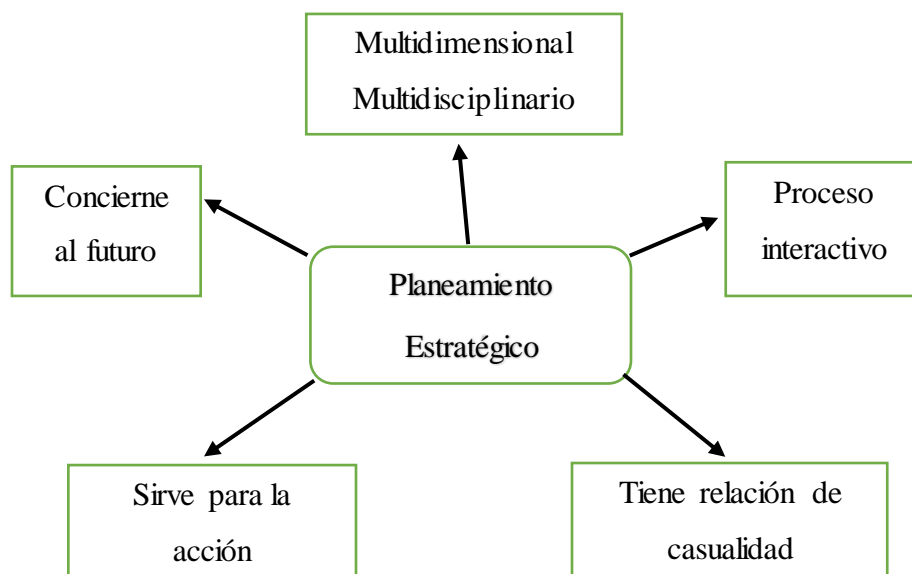 Multidimensional
Multidisciplinario
Concierne
al futuro
Proceso
interactivo
Planeamiento
Estratégico
Sirve para la
acción
Tiene relación de
casualidad